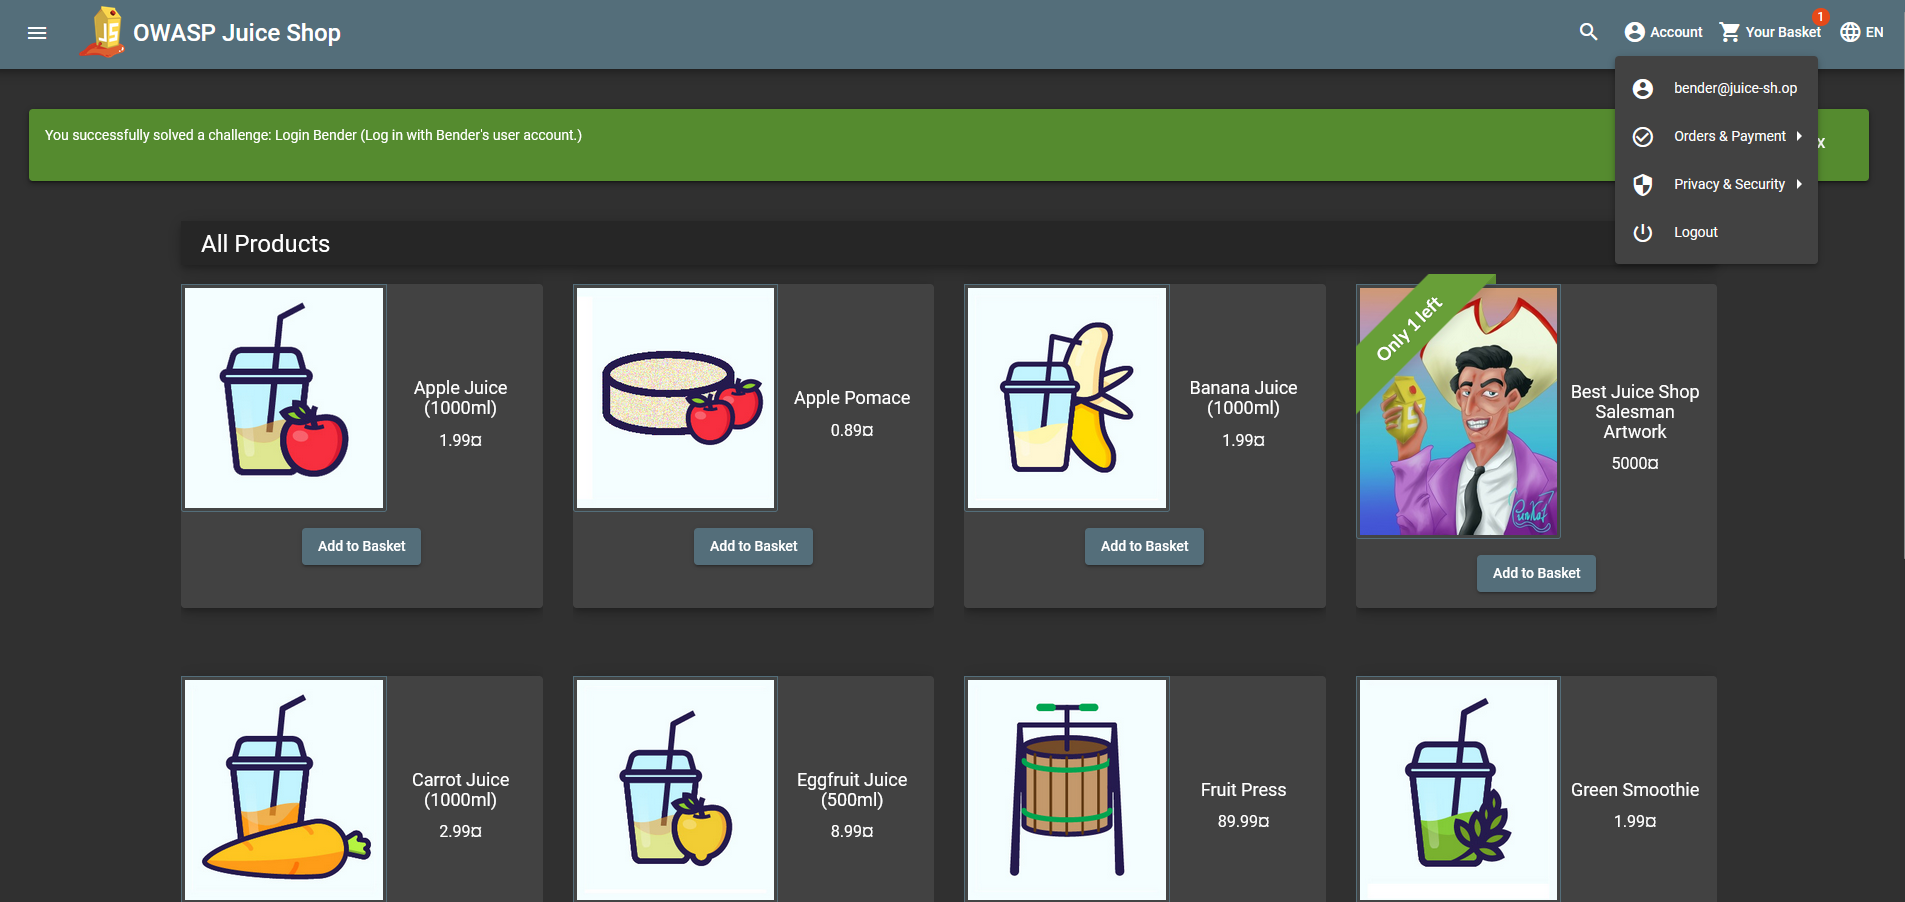 OWASP Juice Shop
Account
Your Basket
1
EN
bender@juice-sh.op
Orders & Payment
Privacy & Security
Logout
You successfully solved a challenge: Login Bender (Log in with Bender's user account.)
X
All Products
Apple Juice
(1000ml)
1.99¤
Add to Basket
Apple Pomace
0.89¤
Add to Basket
Banana Juice
(1000ml)
1.99¤
Add to Basket
Only 1 left
Best Juice Shop
Salesman
Artwork
5000¤
Add to Basket
Carrot Juice
(1000ml)
2.99¤
Eggfruit Juice
(500ml)
8.99¤
Fruit Press
89.99¤
Green Smoothie
1.99¤